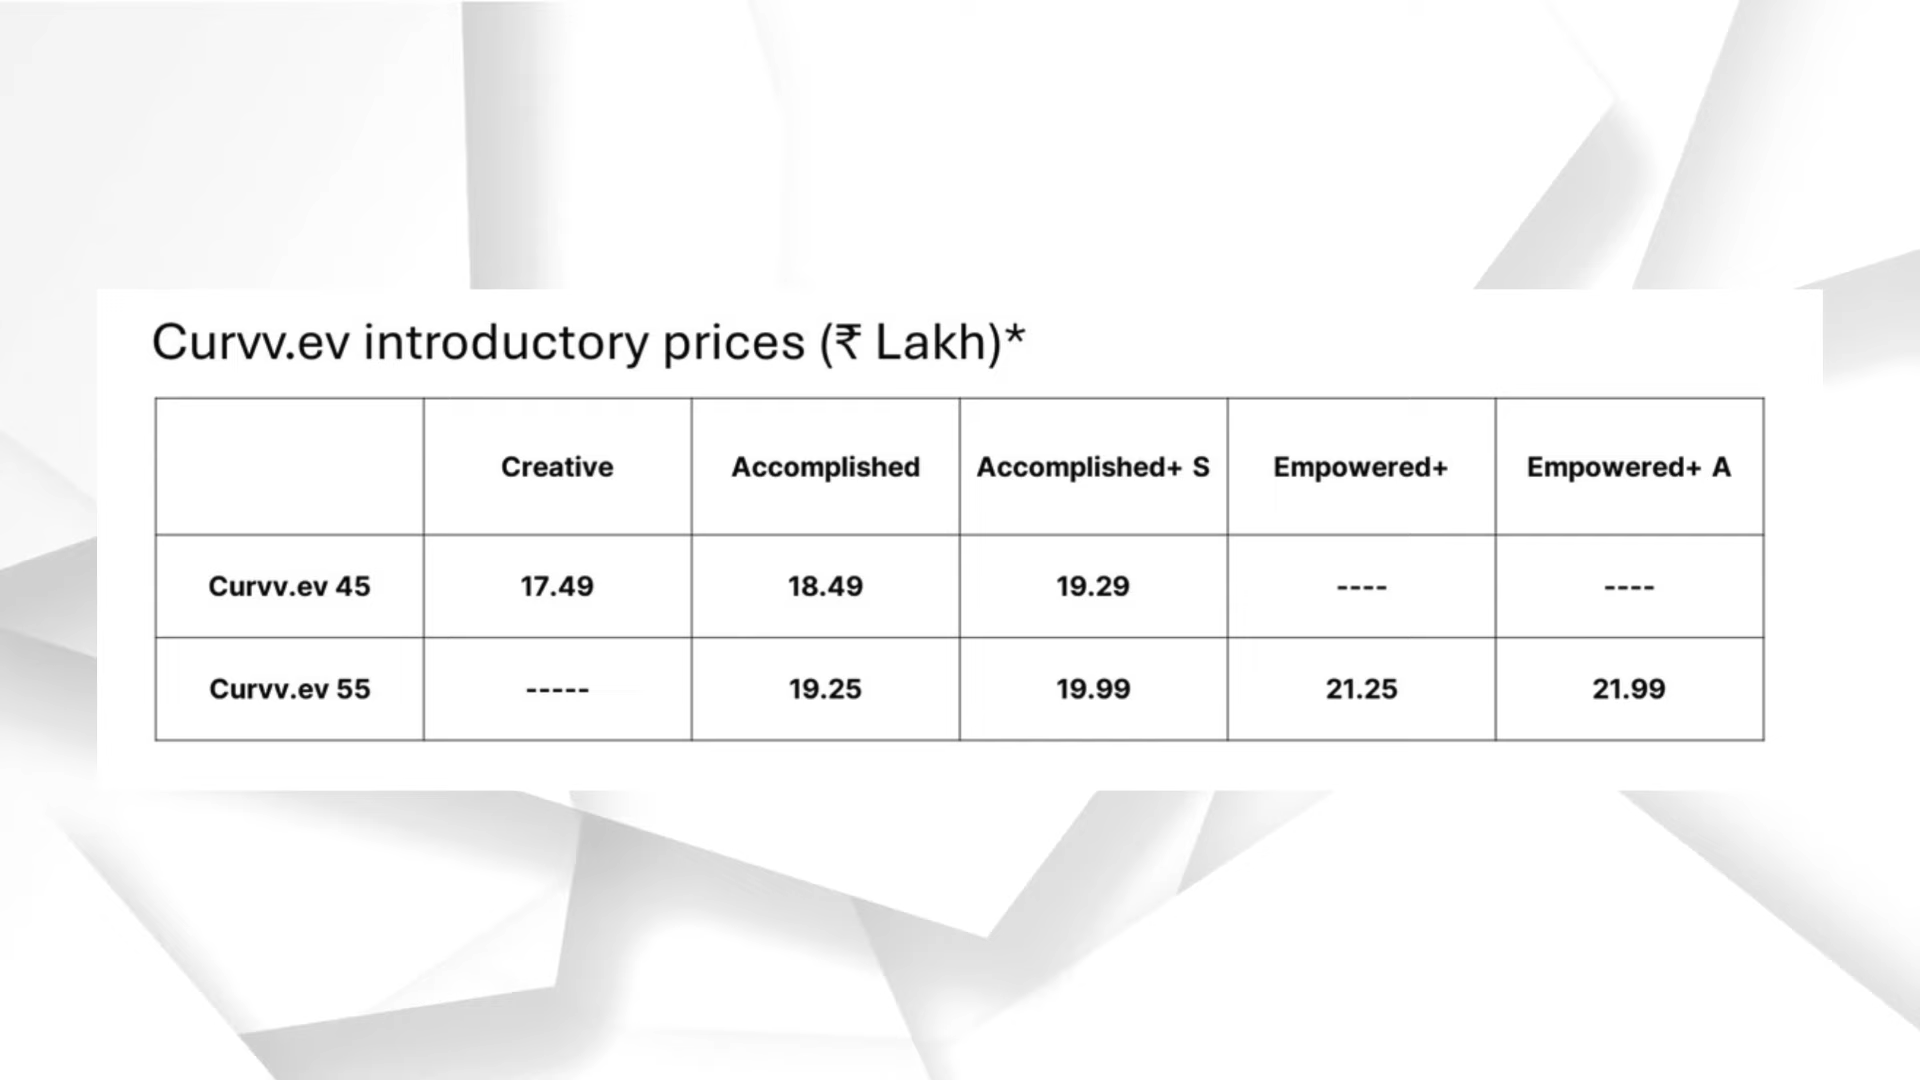 Curvv.ev introductory prices (₹ Lakh)*
Creative Accomplished Accomplished+ S Empowered+ Empowered+ A
Curvv.ev 45 17.49 18.49 19.29 ---- ----
Curvv.ev 55 ----- 19.25 19.99 21.25 21.99